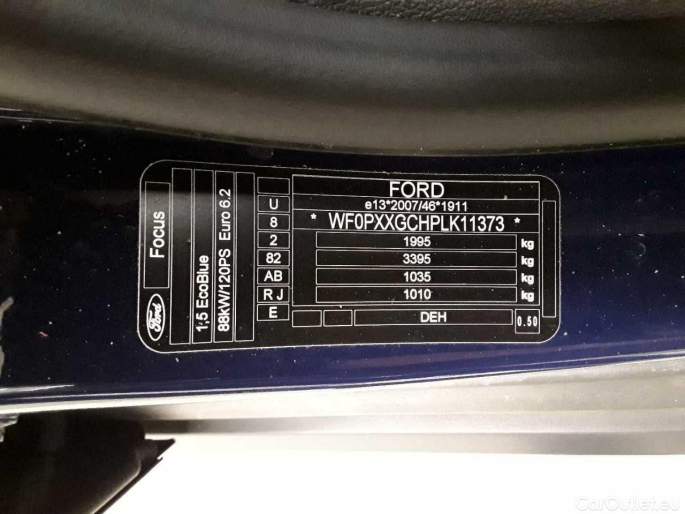 FORD
e13*2007/46*1911
* WF0PXXGCHPLK11373 *
1995 kg
3395 kg
1035 kg
1010 kg
DEH
0.50
U
8
2
82
AB
R J
E
Focus
1.5 EcoBlue
88kW/120PS Euro 6.2
Ford
CarOutlet.eu